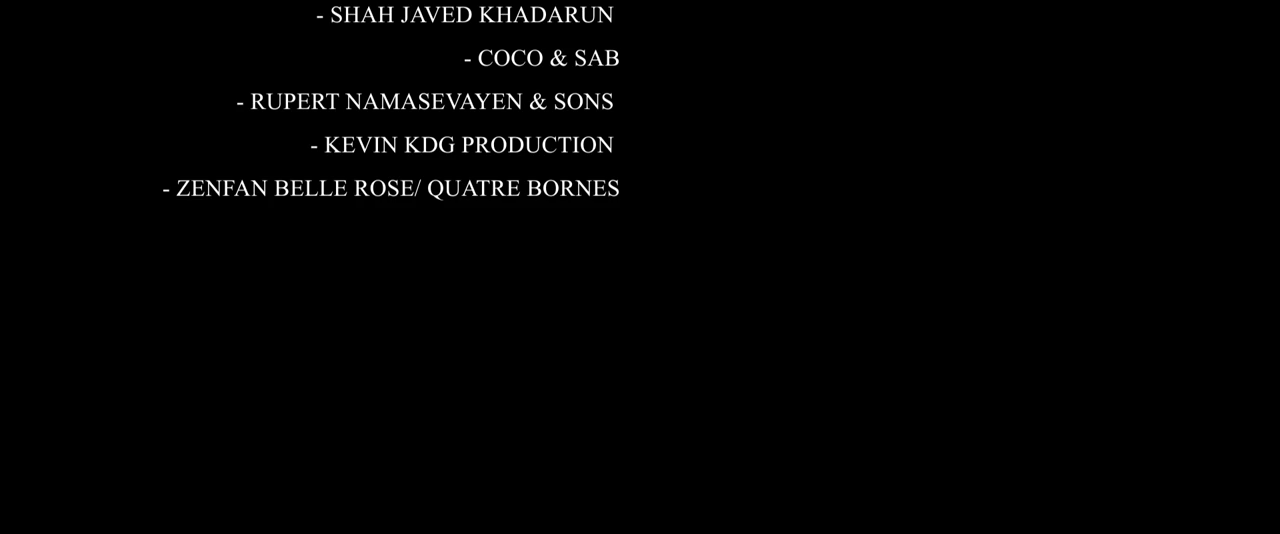 - SHAH JAVED KHADARUN
- COCO & SAB
- RUPERT NAMASEVAYEN & SONS
- KEVIN KDG PRODUCTION
- ZENFAN BELLE ROSE/ QUATRE BORNES